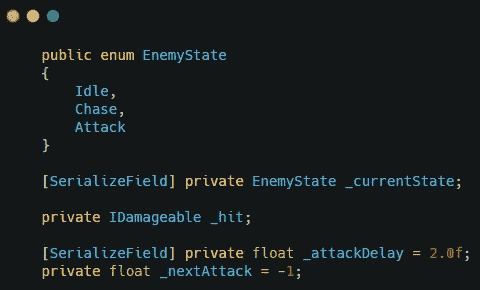 public enum EnemyState
{
Idle,
Chase,
Attack
}
[SerializeField] private EnemyState _currentState;
private IDamageable _hit;
[SerializeField] private float _attackDelay = 2.0f;
private float _nextAttack = -1;